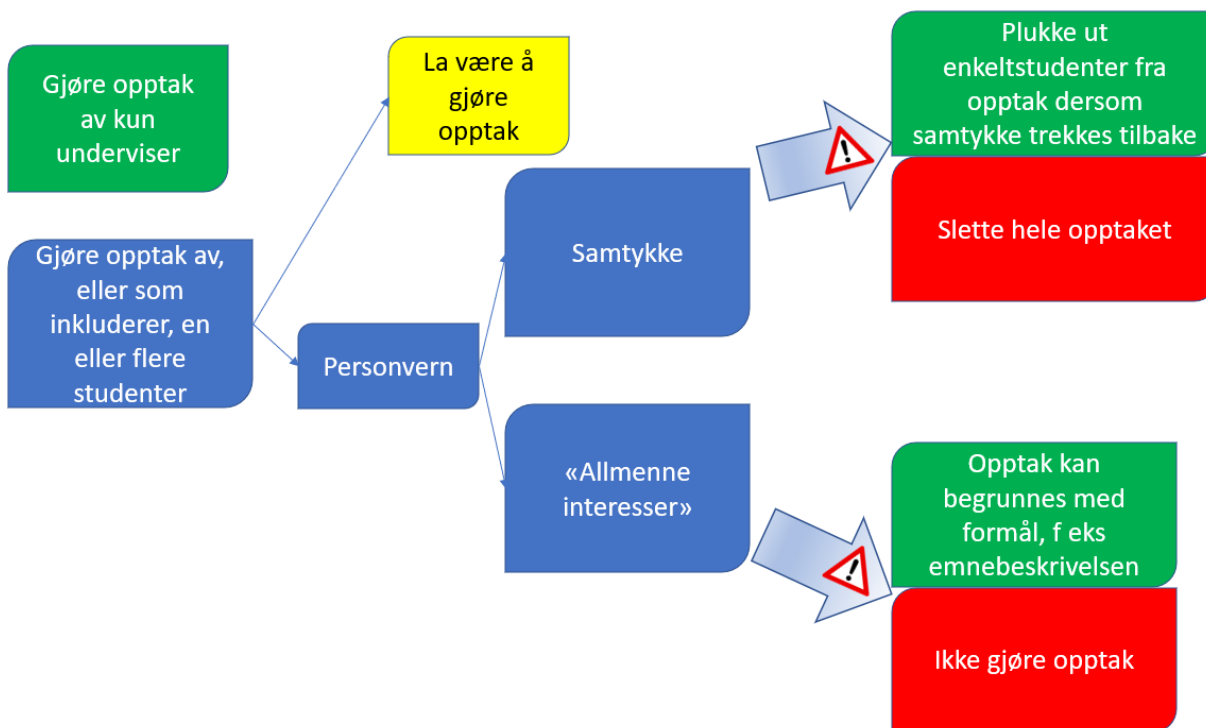 Gjøre opptak
av kun
underviser
Gjøre opptak av,
eller som
inkluderer, en
eller flere
studenter
La være å
gjøre
opptak
Personvern
Samtykke
«Allmenne
interesser»
Plukke ut
enkeltstudenter fra
opptak dersom
samtykke trekkes tilbake
Slette hele opptaket
Opptak kan
begrunnes med
formål, f eks
emnebeskrivelsen
Ikke gjøre opptak